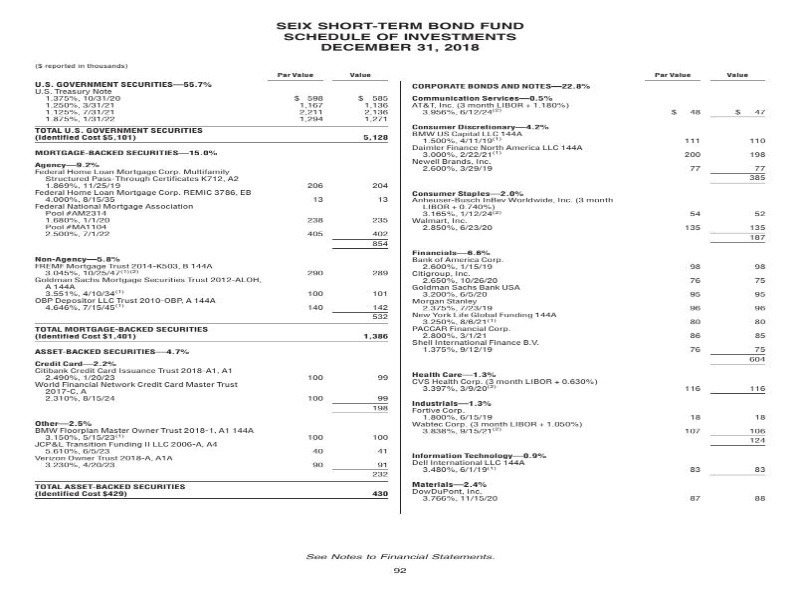 SEIX SHORT-TERM BOND FUND
SCHEDULE OF INVESTMENTS
DECEMBER 31, 2018
($ reported in thousands)
Par Value Value
U.S. GOVERNMENT SECURITIES—55.7%
U.S. Treasury Note
1.375%, 10/31/20 $ 598 $ 585
1.250%, 3/31/21 1,167 1,136
1.125%, 7/31/21 2,211 2,136
1.875%, 1/31/22 1,294 1,271
TOTAL U.S. GOVERNMENT SECURITIES
(Identified Cost $5,101) 5,128
MORTGAGE-BACKED SECURITIES—15.0%
Agency—9.2%
Federal Home Loan Mortgage Corp. Multifamily
Structured Pass-Through Certificates K712, A2
1.869%, 11/25/19 206 204
Federal Home Loan Mortgage Corp. REMIC 3786, EB
4.000%, 8/15/35 13 13
Federal National Mortgage Association
Pool #AM2314
1.680%, 1/1/20 238 235
Pool #MA1104
2.500%, 7/1/22 405 402
854
Non-Agency—5.8%
FREMF Mortgage Trust 2014-K503, B 144A
3.045%, 10/25/47(1)(2) 290 289
Goldman Sachs Mortgage Securities Trust 2012-ALOH,
A 144A
3.551%, 4/10/34(1) 100 101
OBP Depositor LLC Trust 2010-OBP, A 144A
4.646%, 7/15/45(1) 140 142
532
TOTAL MORTGAGE-BACKED SECURITIES
(Identified Cost $1,401) 1,386
ASSET-BACKED SECURITIES—4.7%
Credit Card—2.2%
Citibank Credit Card Issuance Trust 2018-A1, A1
2.490%, 1/20/23 100 99
World Financial Network Credit Card Master Trust
2017-C, A
2.310%, 8/15/24 100 99
198
Other—2.5%
BMW Floorplan Master Owner Trust 2018-1, A1 144A
3.150%, 5/15/23(1) 100 100
JCP&L Transition Funding II LLC 2006-A, A4
5.610%, 6/5/23 40 41
Verizon Owner Trust 2018-A, A1A
3.230%, 4/20/23 90 91
232
TOTAL ASSET-BACKED SECURITIES
(Identified Cost $429) 430
Par Value Value
CORPORATE BONDS AND NOTES—22.8%
Communication Services—0.5%
AT&T, Inc. (3 month LIBOR + 1.180%)
3.956%, 6/12/24(2) $ 48 $ 47
Consumer Discretionary—4.2%
BMW US Capital LLC 144A
1.500%, 4/11/19(1) 111 110
Daimler Finance North America LLC 144A
3.000%, 2/22/21(1) 200 198
Newell Brands, Inc.
2.600%, 3/29/19 77 77
385
Consumer Staples—2.0%
Anheuser-Busch InBev Worldwide, Inc. (3 month
LIBOR + 0.740%)
3.165%, 1/12/24(2) 54 52
Walmart, Inc.
2.850%, 6/23/20 135 135
187
Financials—6.6%
Bank of America Corp.
2.600%, 1/15/19 98 98
Citigroup, Inc.
2.650%, 10/26/20 76 75
Goldman Sachs Bank USA
3.200%, 6/5/20 95 95
Morgan Stanley
2.375%, 7/23/19 96 96
New York Life Global Funding 144A
3.250%, 8/6/21(1) 80 80
PACCAR Financial Corp.
2.800%, 3/1/21 86 85
Shell International Finance B.V.
1.375%, 9/12/19 76 75
604
Health Care—1.3%
CVS Health Corp. (3 month LIBOR + 0.630%)
3.397%, 3/9/20(2) 116 116
Industrials—1.3%
Fortive Corp.
1.800%, 6/15/19 18 18
Wabtec Corp. (3 month LIBOR + 1.050%)
3.838%, 9/15/21(2) 107 106
124
Information Technology—0.9%
Dell International LLC 144A
3.480%, 6/1/19(1) 83 83
Materials—2.4%
DowDuPont, Inc.
3.766%, 11/15/20 87 88
See Notes to Financial Statements.
92